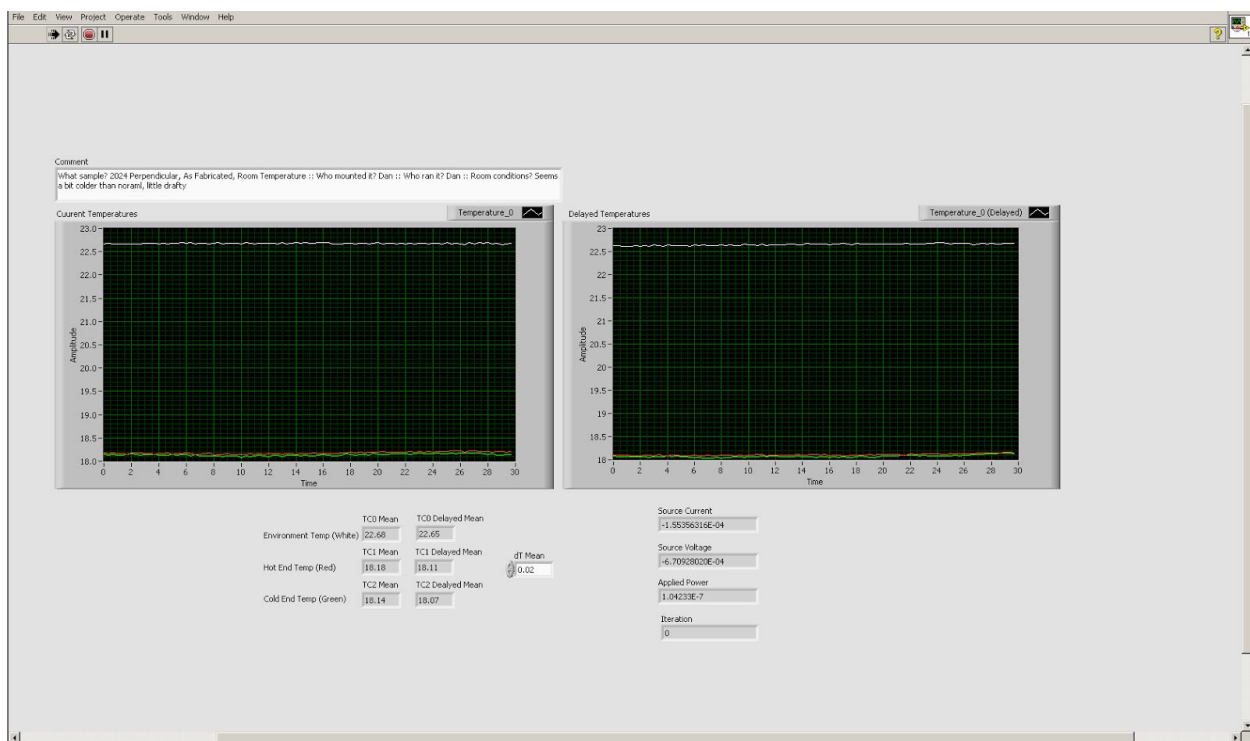 File Edit View Project Operate Tools Window Help
?
Comment
What sample? 2024 Perpendicular, As Fabricated, Room Temperature :: Who mounted it? Dan :: Who ran it? Dan :: Room conditions? Seems
a bit colder than noraml, little drafty
Cuurent Temperatures
Temperature_0
23.0
22.5
22.0
21.5
21.0
20.5
20.0
19.5
19.0
18.5
18.0
Amplitude
0 2 4 6 8 10 12 14 16 18 20 22 24 26 28 30
Time
Delayed Temperatures
Temperature_0 (Delayed)
23
22.5
22
21.5
21
20.5
20
19.5
19
18.5
18
Amplitude
0 2 4 6 8 10 12 14 16 18 20 22 24 26 28 30
Time
TC0 Mean TC0 Delayed Mean
Environment Temp (White) 22.68 22.65
TC1 Mean TC1 Delayed Mean
Hot End Temp (Red) 18.18 18.11
TC2 Mean TC2 Dealyed Mean
Cold End Temp (Green) 18.14 18.07
dT Mean
0.02
Source Current
-1.55356316E-04
Source Voltage
-6.70928020E-04
Applied Power
1.04233E-7
Iteration
0